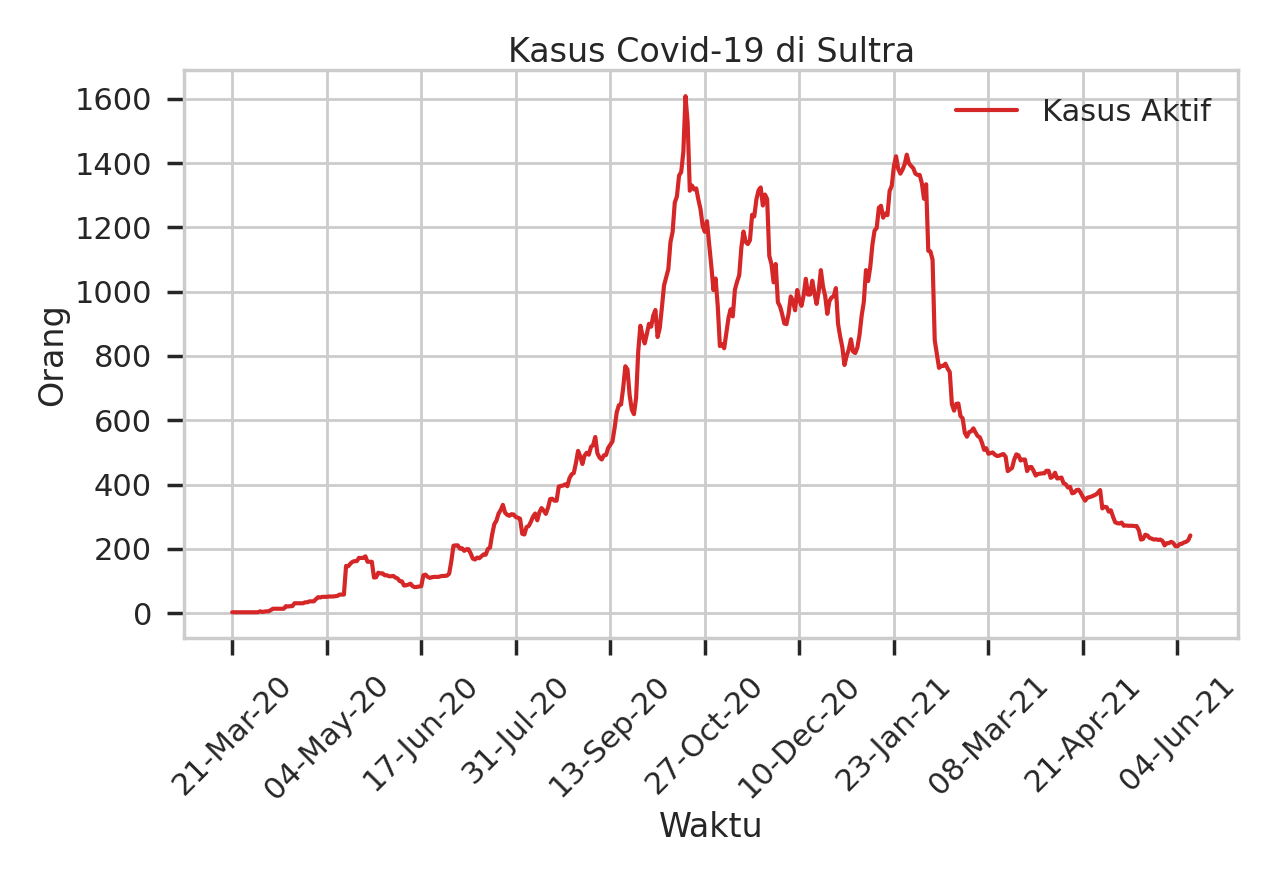 Kasus Covid-19 di Sultra
Kasus Aktif
Orang
1600
1400
1200
1000
800
600
400
200
0
21-Mar-20
04-May-20
17-Jun-20
31-Jul-20
13-Sep-20
27-Oct-20
10-Dec-20
23-Jan-21
08-Mar-21
21-Apr-21
04-Jun-21
Waktu